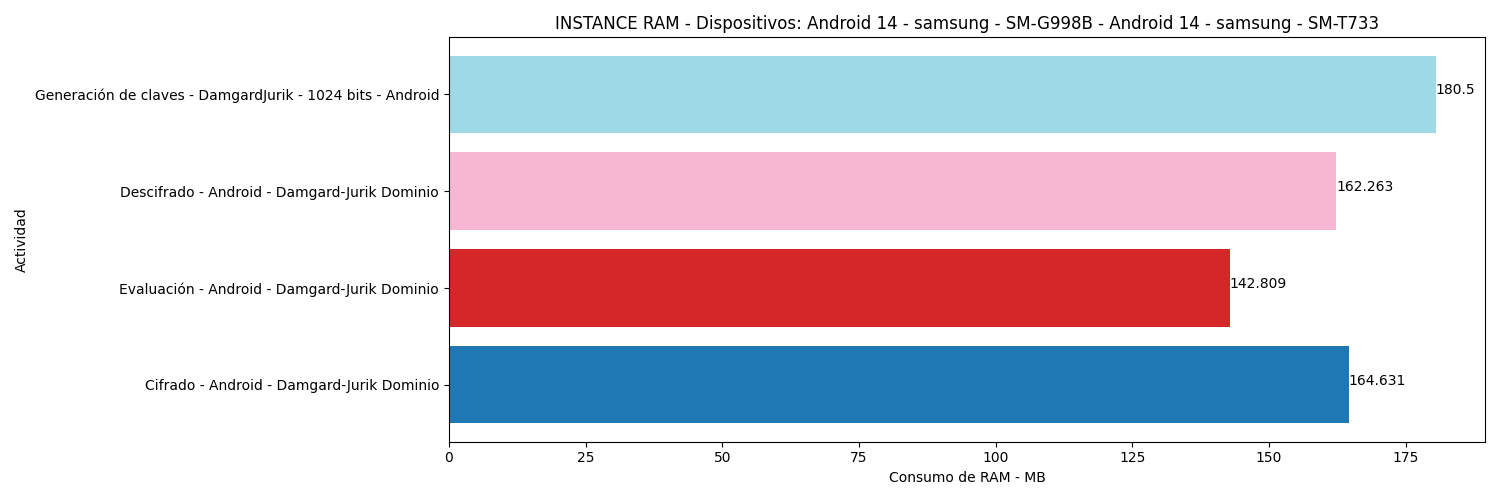 INSTANCE RAM - Dispositivos: Android 14 - samsung - SM-G998B - Android 14 - samsung - SM-T733
Generación de claves - DamgardJurik - 1024 bits - Android
180.5
Descifrado - Android - Damgard-Jurik Dominio
162.263
Evaluación - Android - Damgard-Jurik Dominio
142.809
Cifrado - Android - Damgard-Jurik Dominio
164.631
Actividad
0 25 50 75 100 125 150 175
Consumo de RAM - MB